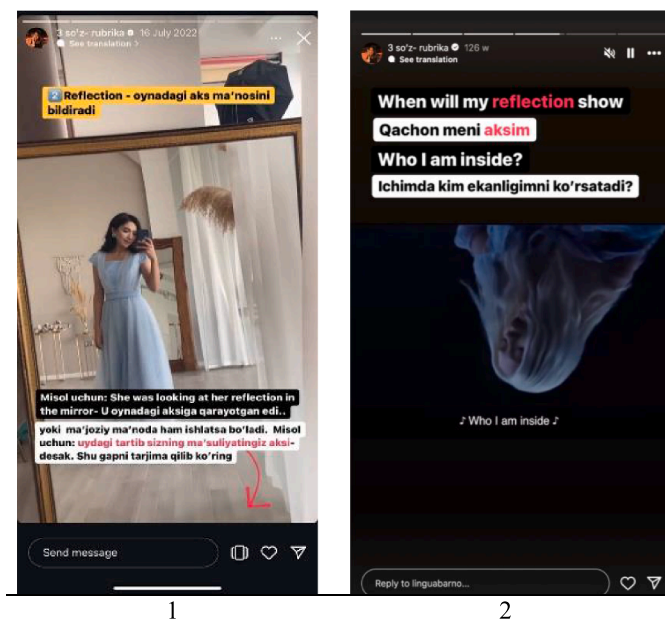 3 so'z- rubrika 16 July 2022
See translation >
2 Reflection - oynadagi aks ma'nosini
bildiradi
Misol uchun: She was looking at her reflection in
the mirror- U oynadagi aksiga qarayotgan edi..
yoki ma'joziy ma'noda ham ishlatsa bo'ladi. Misol
uchun: uydagi tartib sizning ma'suliyatingiz aksi-
desak. Shu gapni tarjima qilib ko'ring
Send message
1
3 so'z- rubrika 126 w
See translation
When will my reflection show
Qachon meni aksim
Who I am inside?
Ichimda kim ekanligimni ko'rsatadi?
♪ Who I am inside ♪
Reply to linguabarno...
2